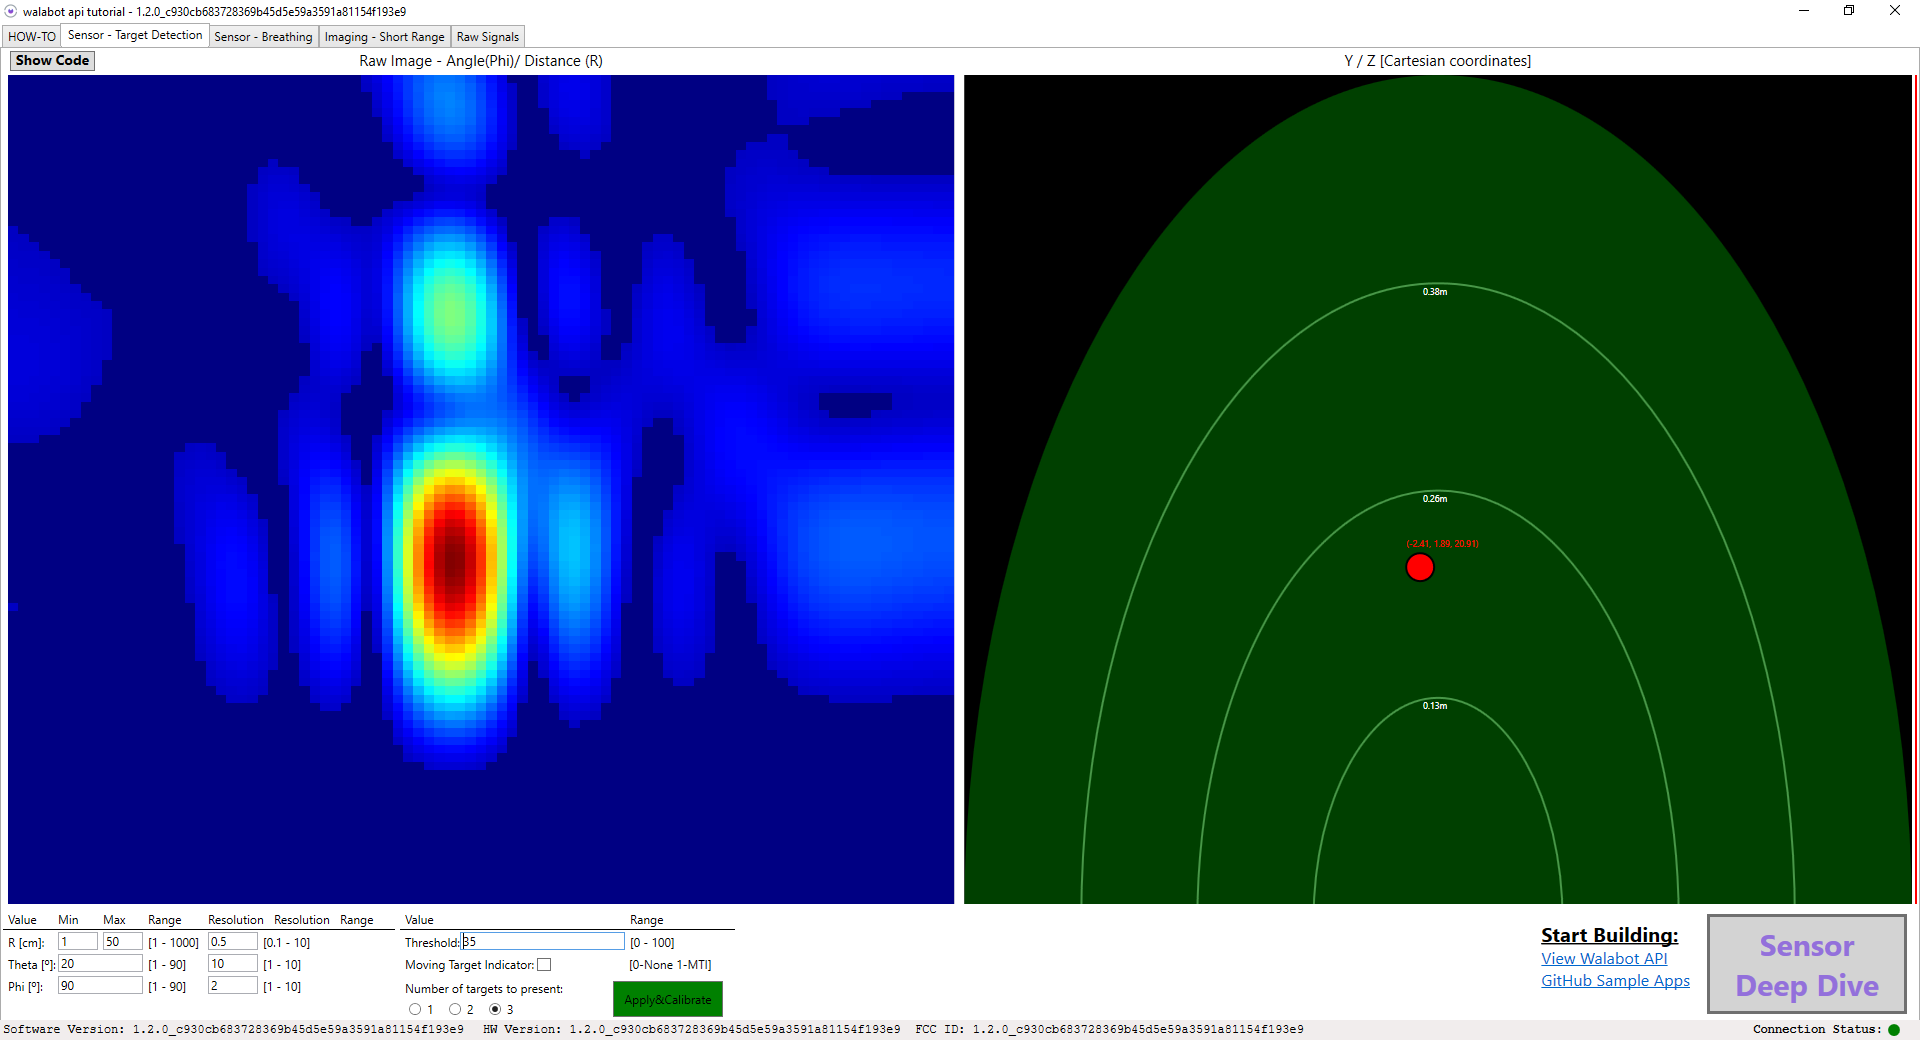 walabot api tutorial - 1.2.0_c930cb683728369b45d5e59a3591a81154f193e9
HOW-TO Sensor - Target Detection Sensor - Breathing Imaging - Short Range Raw Signals
Show Code Raw Image - Angle(Phi)/ Distance (R) Y / Z [Cartesian coordinates]
0.38m
0.26m
(-2.41, 1.89, 20.91)
0.13m
Value Min Max Range Resolution Resolution Range Value Range
R [cm]: 1 50 [1 - 1000] 0.5 [0.1 - 10] Threshold: 35 [0 - 100]
Theta [º]: 20 [1 - 90] 10 [1 - 10] Moving Target Indicator: [0-None 1-MTI]
Phi [º]: 90 [1 - 90] 2 [1 - 10] Number of targets to present:
1 2 3
Apply&Calibrate
Start Building:
View Walabot API
GitHub Sample Apps
Sensor
Deep Dive
Software Version: 1.2.0_c930cb683728369b45d5e59a3591a81154f193e9 HW Version: 1.2.0_c930cb683728369b45d5e59a3591a81154f193e9 FCC ID: 1.2.0_c930cb683728369b45d5e59a3591a81154f193e9 Connection Status: